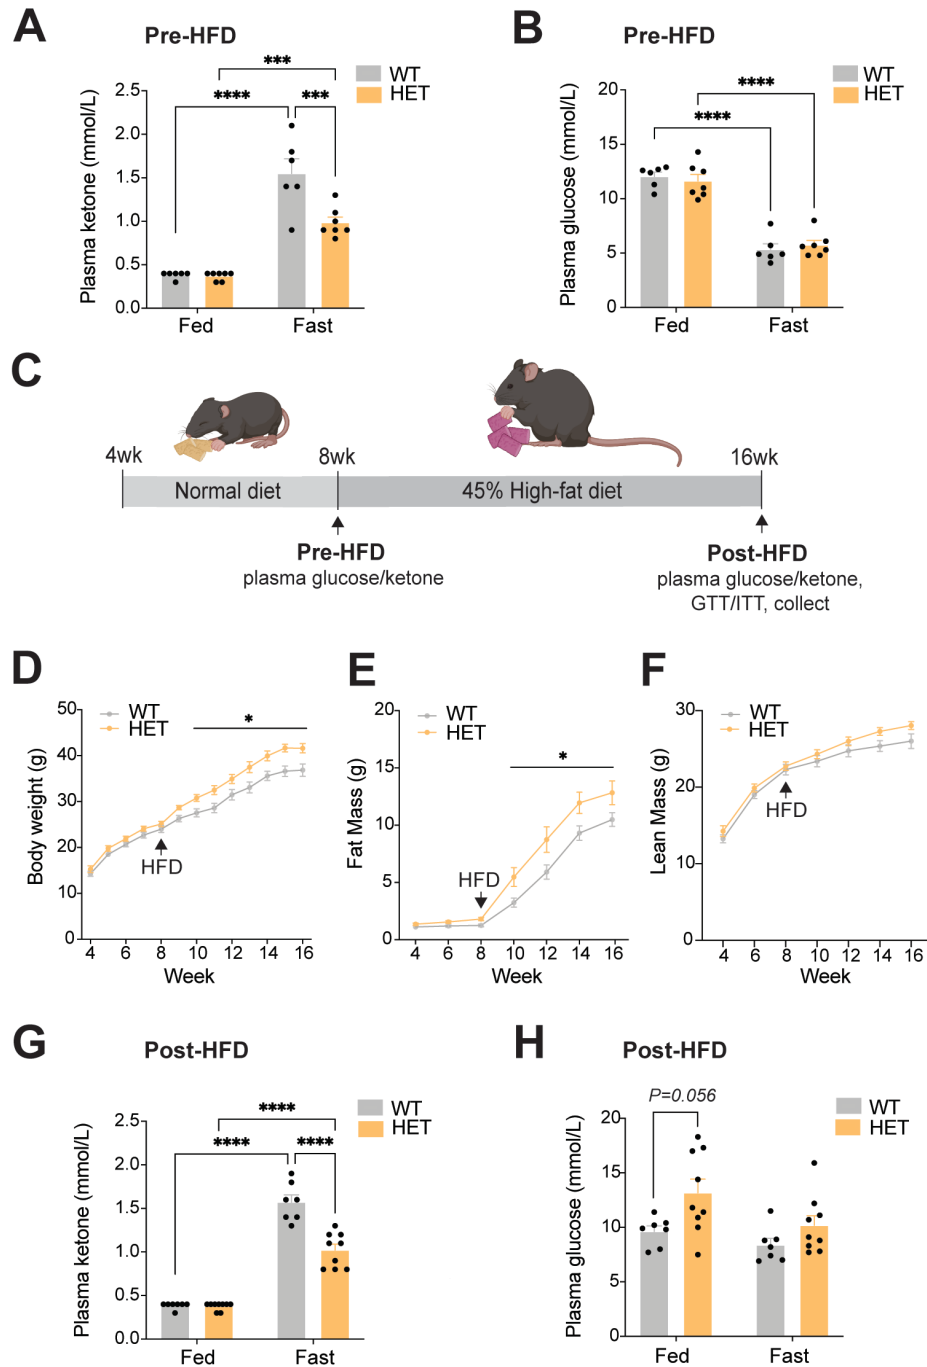 A
Pre-HFD
WT
HET
***
****
***
Plasma ketone (mmol/L)
2.5
2.0
1.5
1.0
0.5
0.0
Fed
Fast
B
Pre-HFD
WT
HET
****
****
Plasma glucose (mmol/L)
20
15
10
5
0
Fed
Fast
C
4wk
8wk
16wk
Normal diet
45% High-fat diet
Pre-HFD
plasma glucose/ketone
Post-HFD
plasma glucose/ketone,
GTT/ITT, collect
D
WT
HET
*
Body weight (g)
50
40
30
20
10
0
HFD
4 6 8 10 12 14 16
Week
E
WT
HET
*
Fat Mass (g)
20
15
10
5
0
HFD
4 6 8 10 12 14 16
Week
F
WT
HET
Lean Mass (g)
30
20
10
0
HFD
4 6 8 10 12 14 16
Week
G
Post-HFD
WT
HET
****
****
****
Plasma ketone (mmol/L)
2.5
2.0
1.5
1.0
0.5
0.0
Fed
Fast
H
Post-HFD
WT
HET
P=0.056
Plasma glucose (mmol/L)
20
15
10
5
0
Fed
Fast